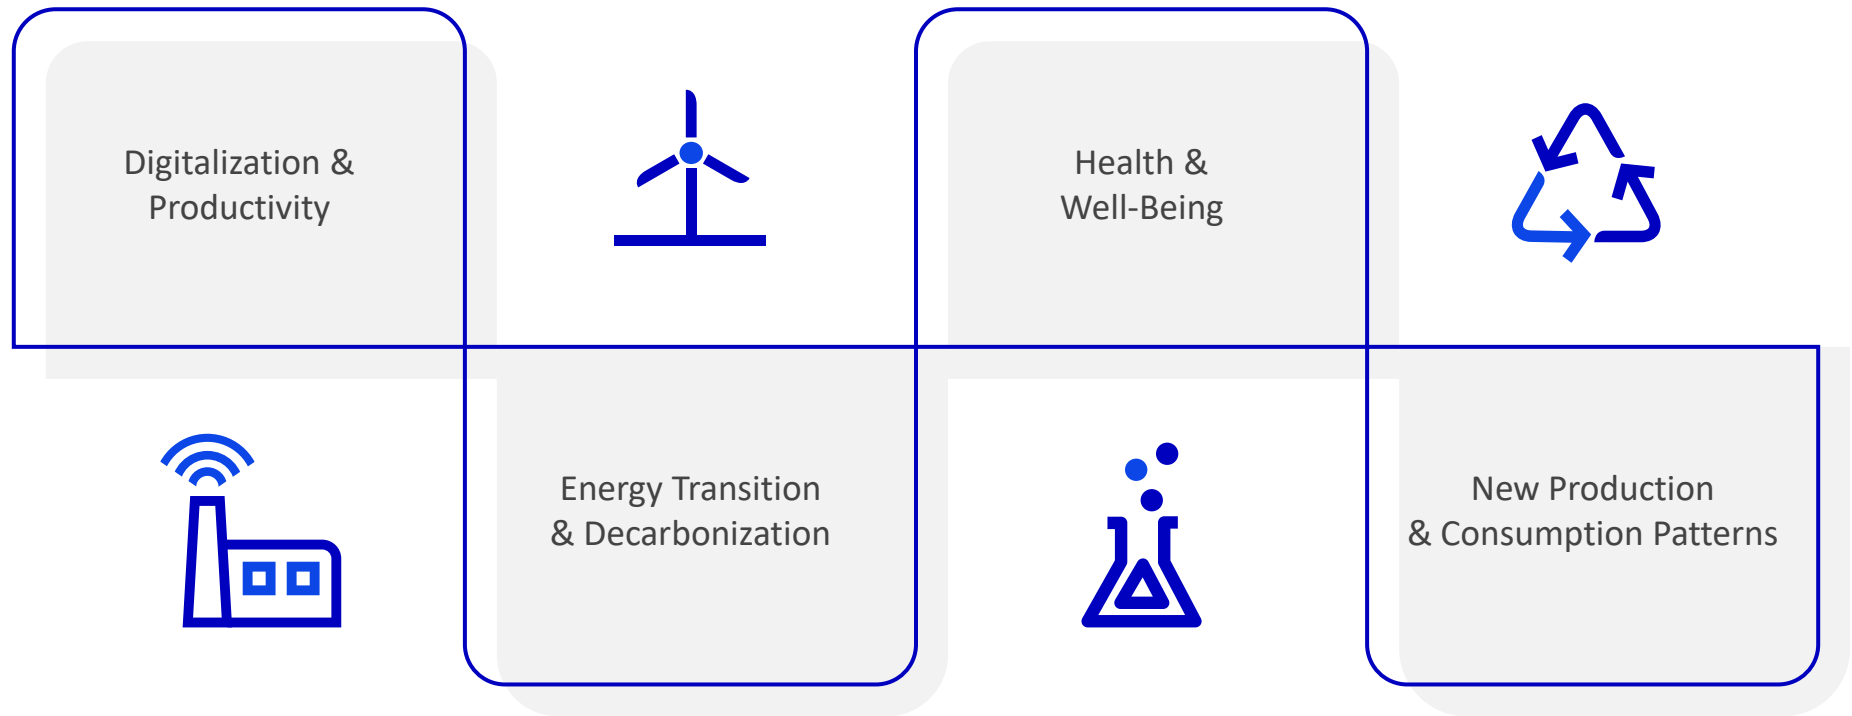 Digitalization &
Productivity
Energy Transition
& Decarbonization
Health &
Well-Being
New Production
& Consumption Patterns